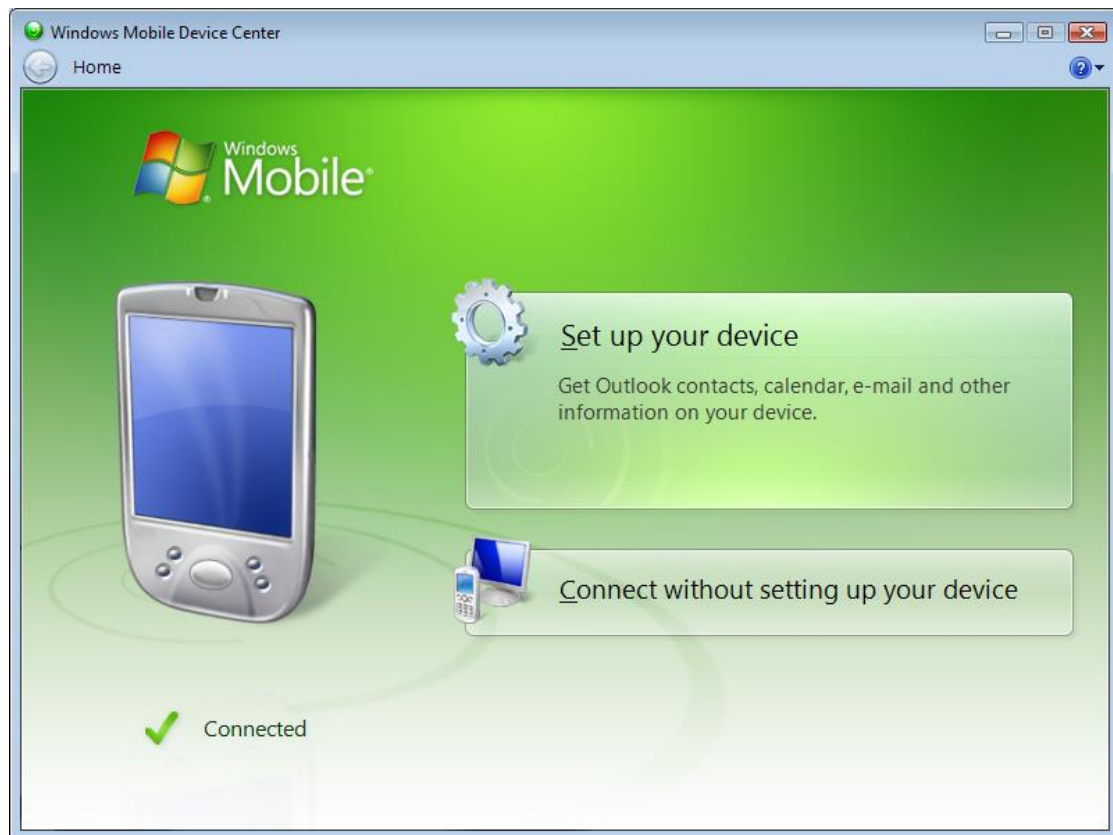 Windows Mobile Device Center
Home
Windows
Mobile®
Set up your device
Get Outlook contacts, calendar, e-mail and other
information on your device.
Connect without setting up your device
Connected